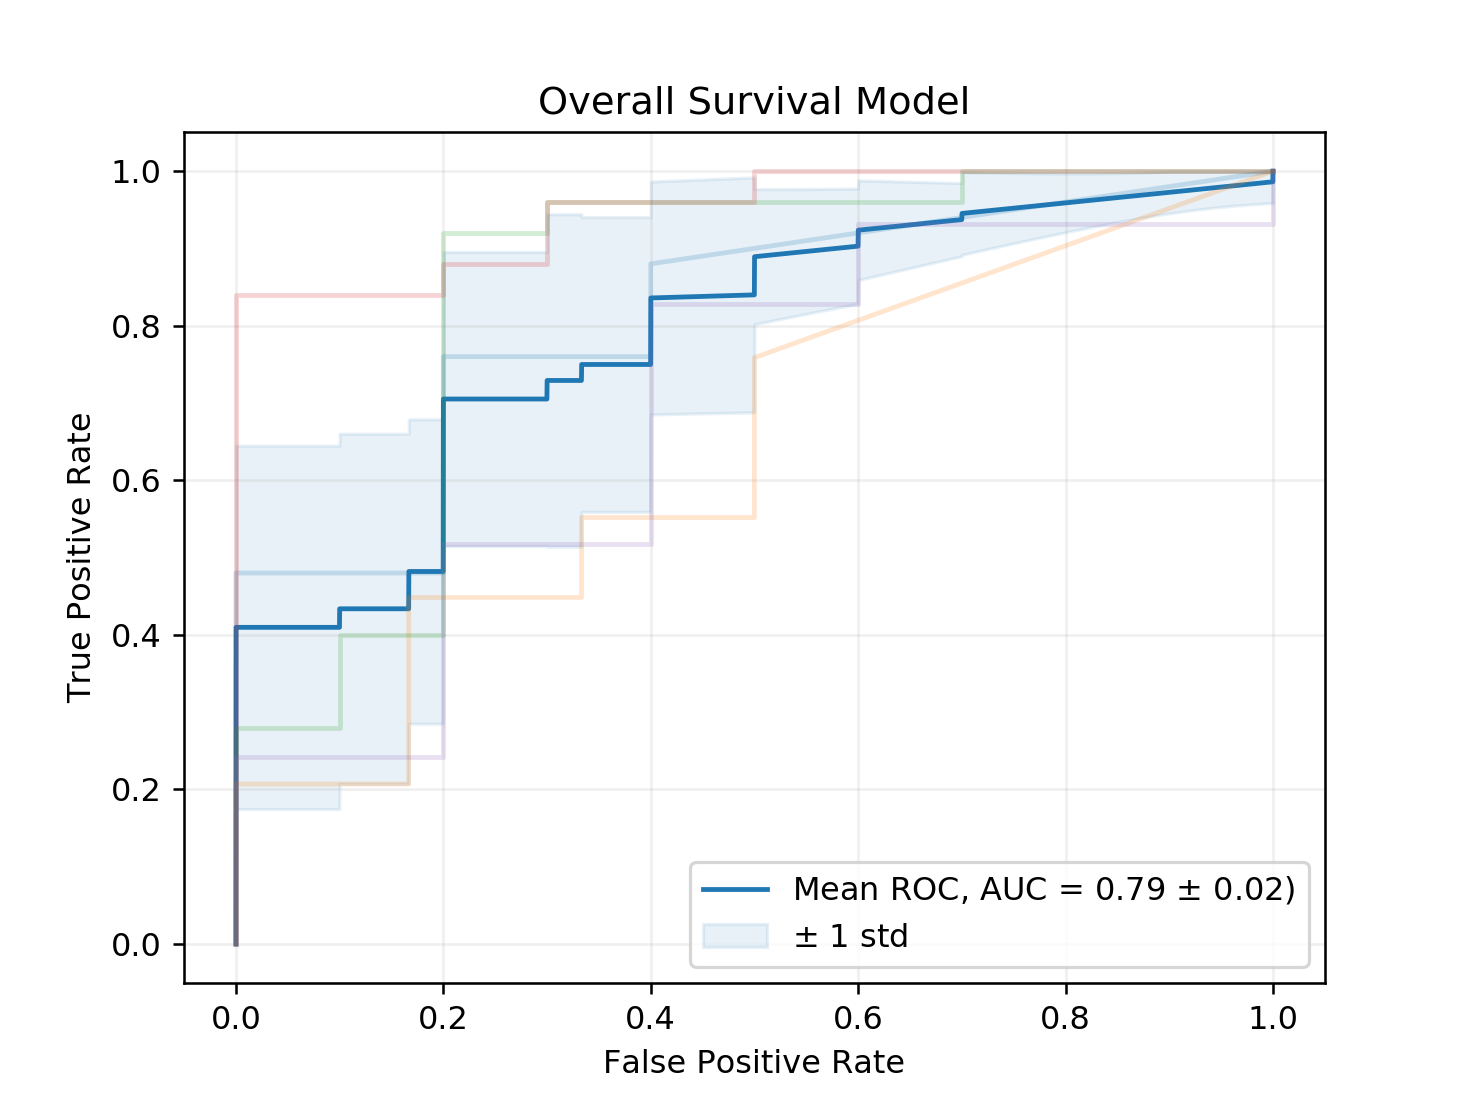 Overall Survival Model
True Positive Rate
1.0
0.8
0.6
0.4
0.2
0.0
Mean ROC, AUC = 0.79 ± 0.02)
± 1 std
0.0 0.2 0.4 0.6 0.8 1.0
False Positive Rate